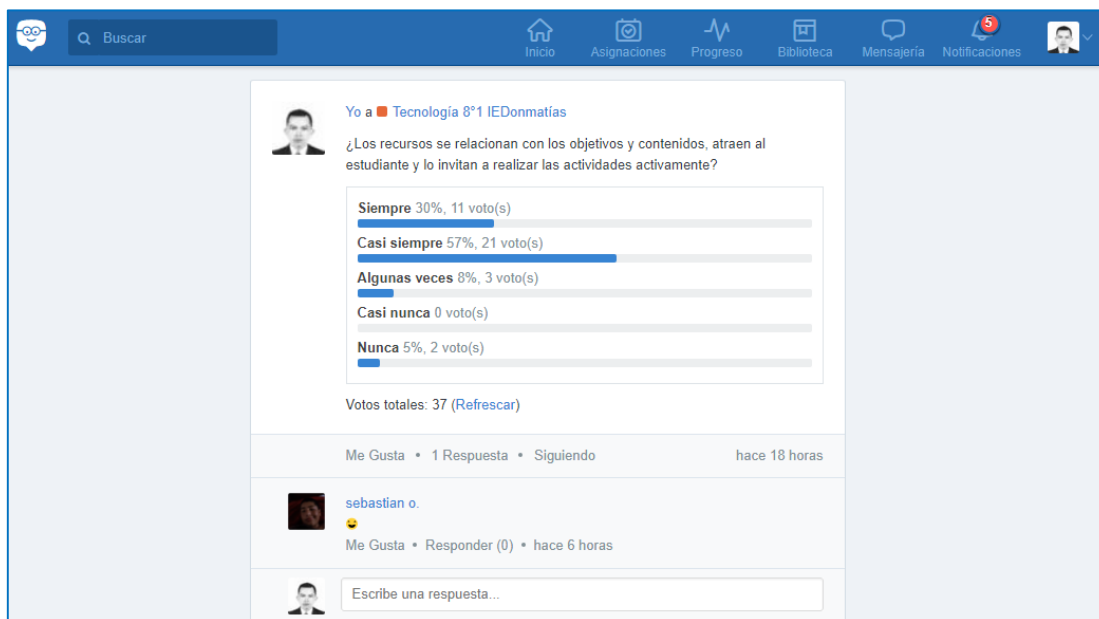 Buscar
Inicio
Asignaciones
Progreso
Biblioteca
Mensajería
5
Notificaciones
Yo a Tecnología 8°1 IEDonmatías
¿Los recursos se relacionan con los objetivos y contenidos, atraen al
estudiante y lo invitan a realizar las actividades activamente?
Siempre 30%, 11 voto(s)
Casi siempre 57%, 21 voto(s)
Algunas veces 8%, 3 voto(s)
Casi nunca 0 voto(s)
Nunca 5%, 2 voto(s)
Votos totales: 37 (Refrescar)
Me Gusta • 1 Respuesta • Siguiendo hace 18 horas
sebastian o.
Me Gusta • Responder (0) • hace 6 horas
Escribe una respuesta...